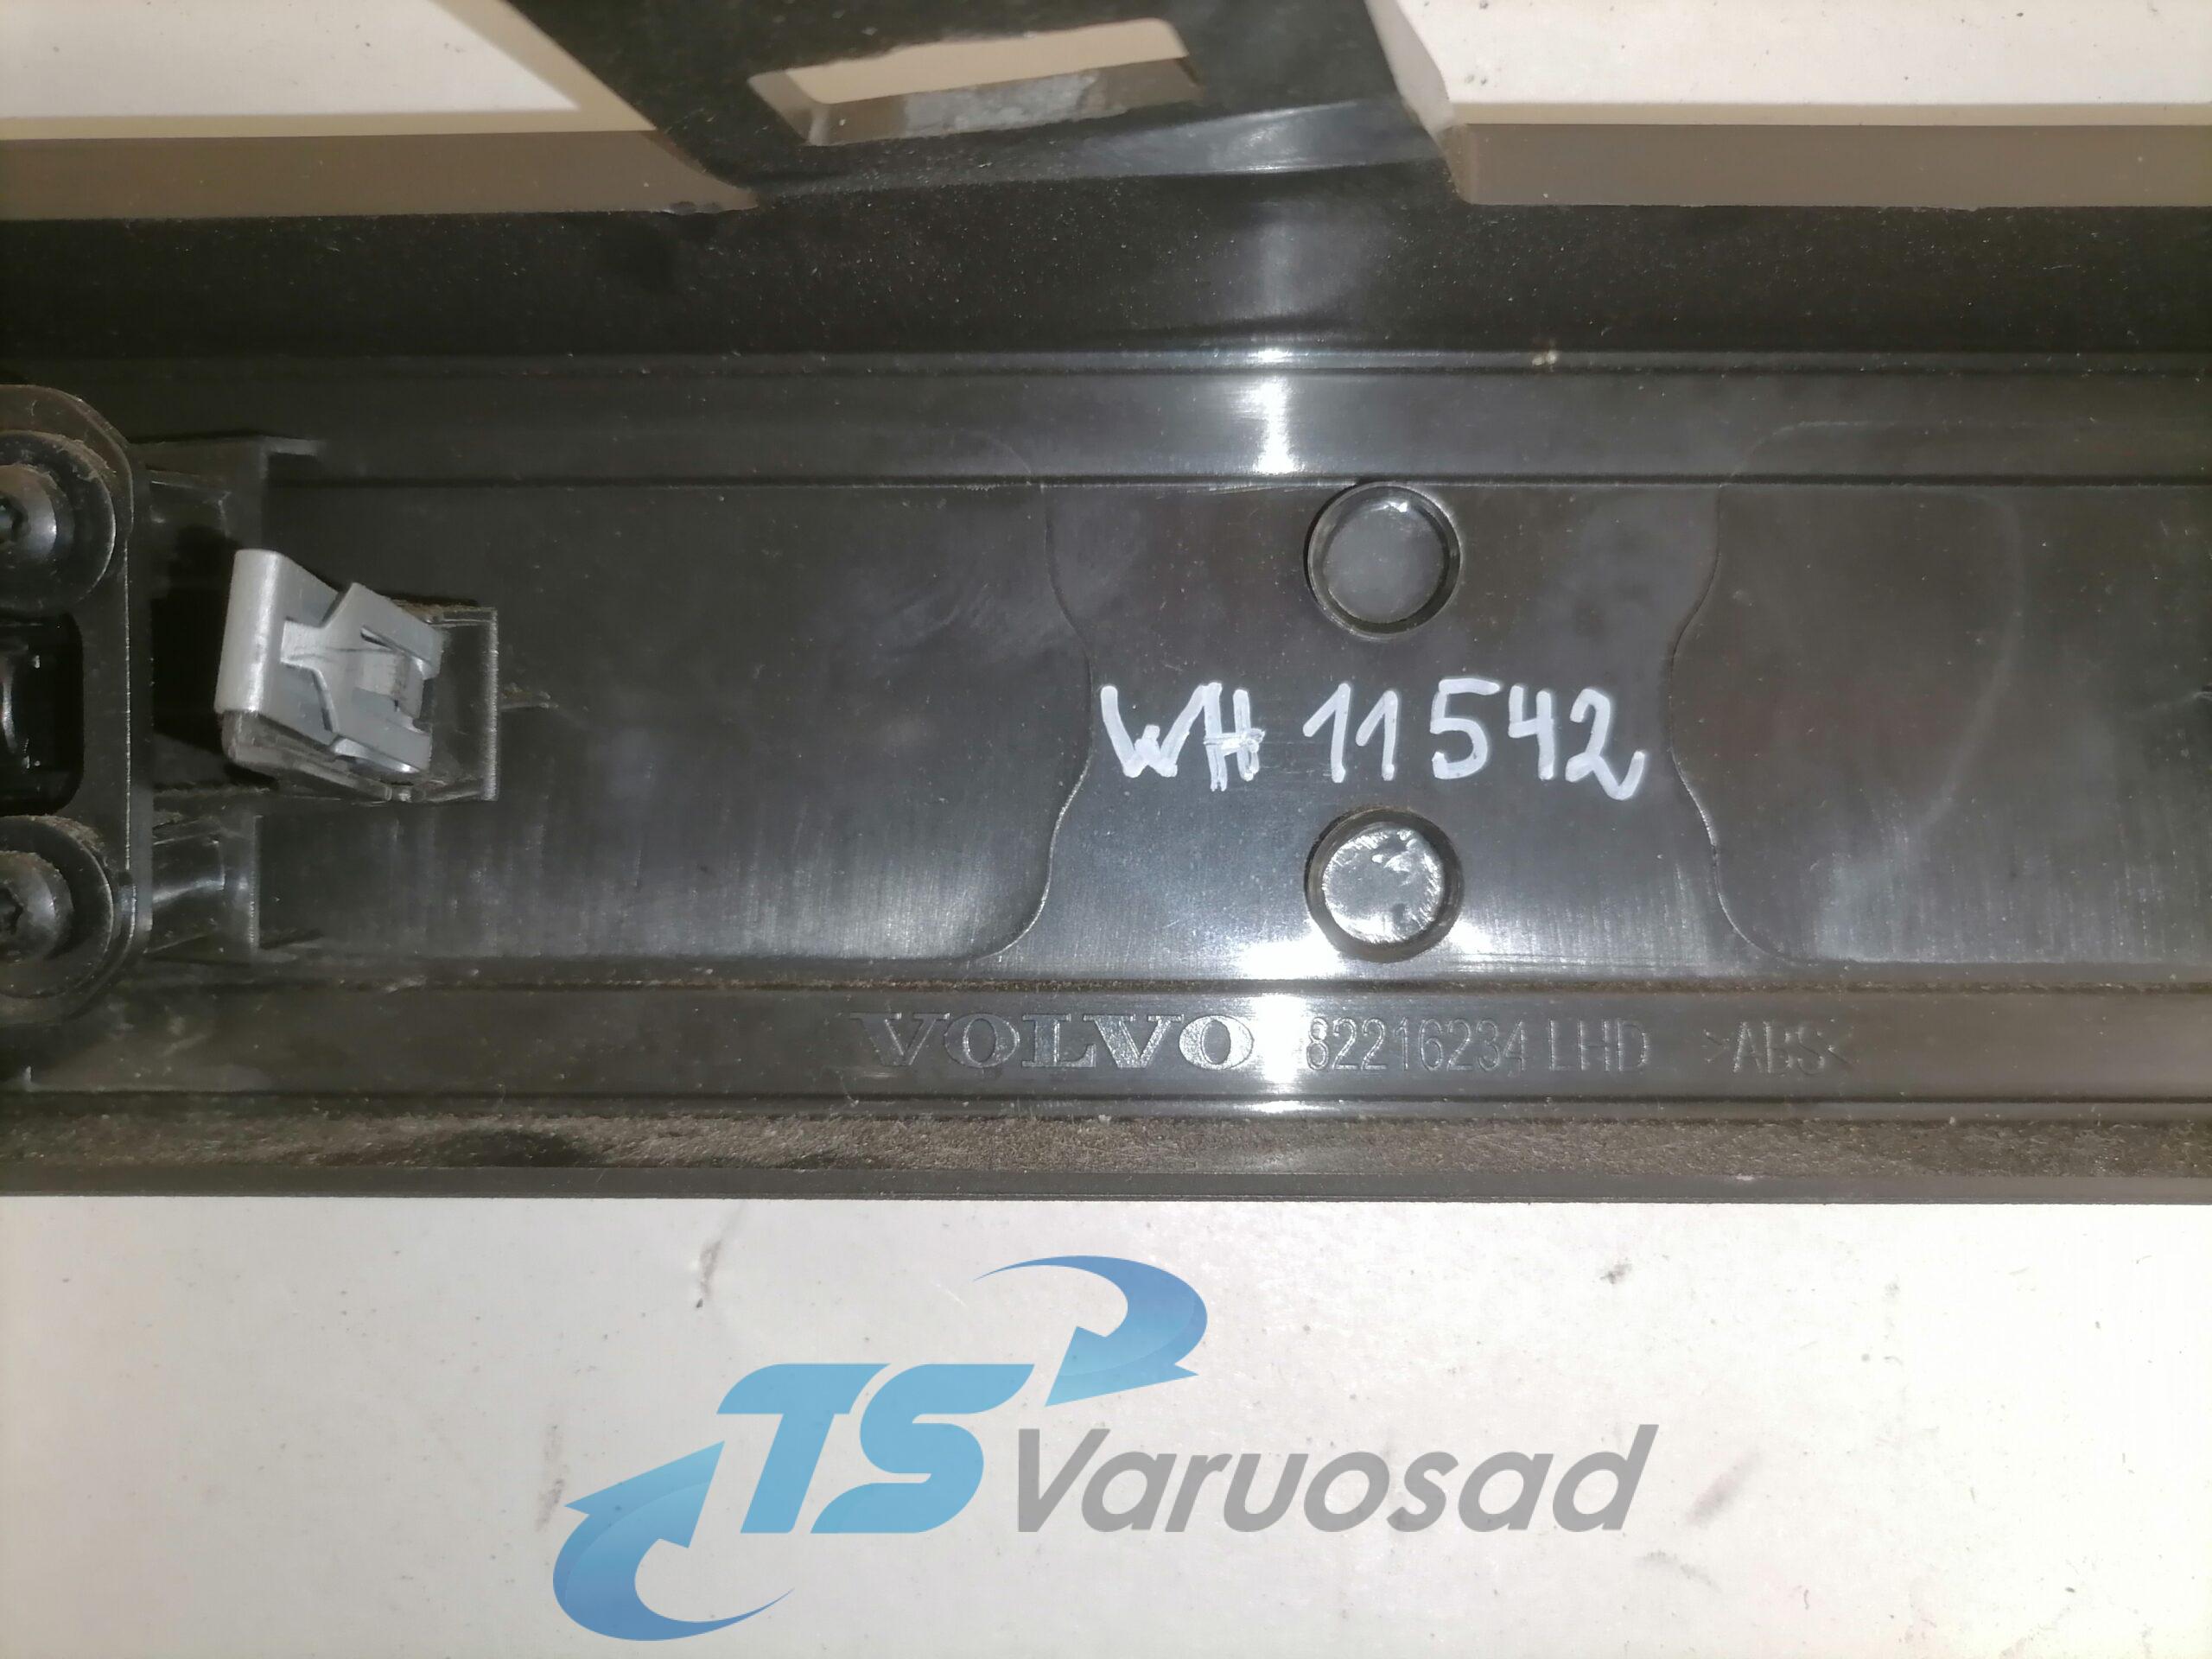 WH 11542
VOLVO 82216234 LHD >ABS<
TS Varuosad